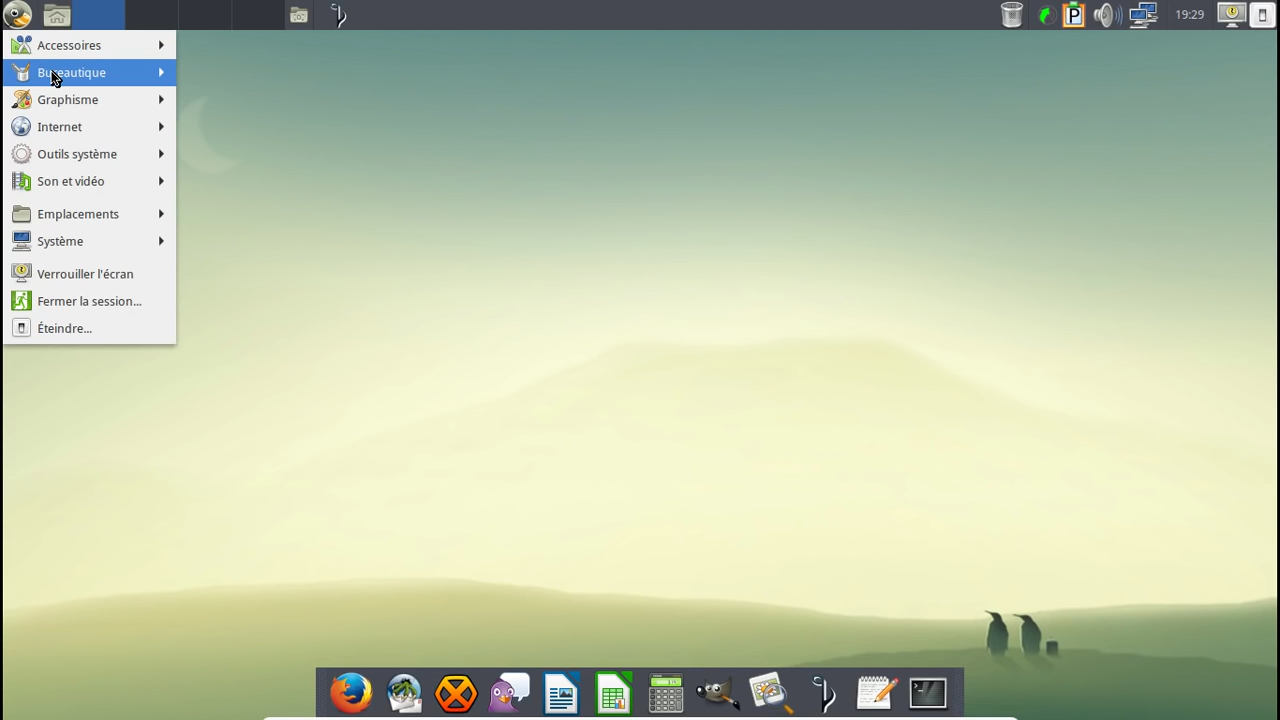 19:29
Accessoires
Bureautique
Graphisme
Internet
Outils système
Son et vidéo
Emplacements
Système
Verrouiller l'écran
Fermer la session...
Éteindre...